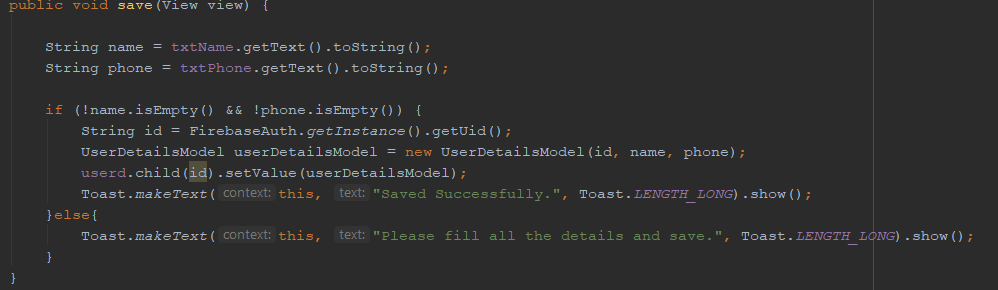 public void save(View view) {
String name = txtName.getText().toString();
String phone = txtPhone.getText().toString();
if (!name.isEmpty() && !phone.isEmpty()) {
String id = FirebaseAuth.getInstance().getUid();
UserDetailsModel userDetailsModel = new UserDetailsModel(id, name, phone);
userd.child(id).setValue(userDetailsModel);
Toast.makeText( context: this, text: "Saved Successfully.", Toast.LENGTH_LONG).show();
}else{
Toast.makeText( context: this, text: "Please fill all the details and save.", Toast.LENGTH_LONG).show();
}
}